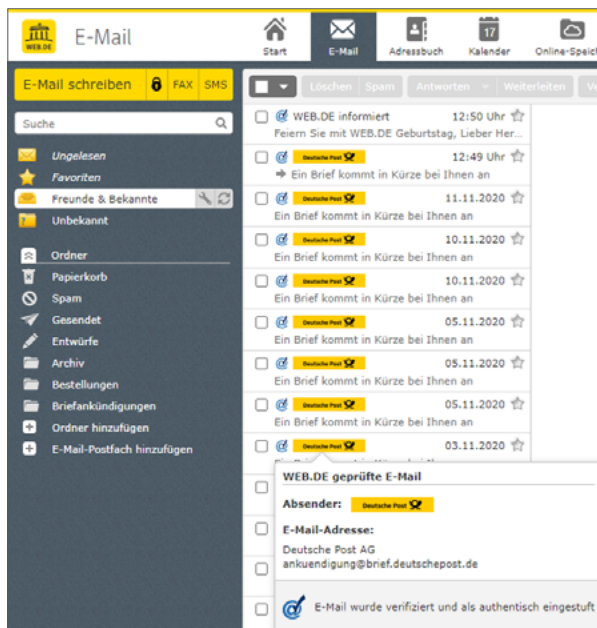 WEB.DE
E-Mail
Start
E-Mail
Adressbuch
17
Kalender
Online-Speich
E-Mail schreiben
FAX
SMS
Suche
Ungelesen
Favoriten
Freunde & Bekannte
Unbekannt
Ordner
Papierkorb
Spam
Gesendet
Entwürfe
Archiv
Bestellungen
Briefankündigungen
Ordner hinzufügen
E-Mail-Postfach hinzufügen
Löschen Spam Antworten Weiterleiten Ve
WEB.DE informiert 12:50 Uhr
Feiern Sie mit WEB.DE Geburtstag, Lieber Her...
Deutsche Post 12:49 Uhr
Ein Brief kommt in Kürze bei Ihnen an
Deutsche Post 11.11.2020
Ein Brief kommt in Kürze bei Ihnen an
Deutsche Post 10.11.2020
Ein Brief kommt in Kürze bei Ihnen an
Deutsche Post 10.11.2020
Ein Brief kommt in Kürze bei Ihnen an
Deutsche Post 05.11.2020
Ein Brief kommt in Kürze bei Ihnen an
Deutsche Post 05.11.2020
Ein Brief kommt in Kürze bei Ihnen an
Deutsche Post 05.11.2020
Ein Brief kommt in Kürze bei Ihnen an
Deutsche Post 03.11.2020
WEB.DE geprüfte E-Mail
Absender: Deutsche Post
E-Mail-Adresse:
Deutsche Post AG
ankuendigung@brief.deutschepost.de
E-Mail wurde verifiziert und als authentisch eingestuft